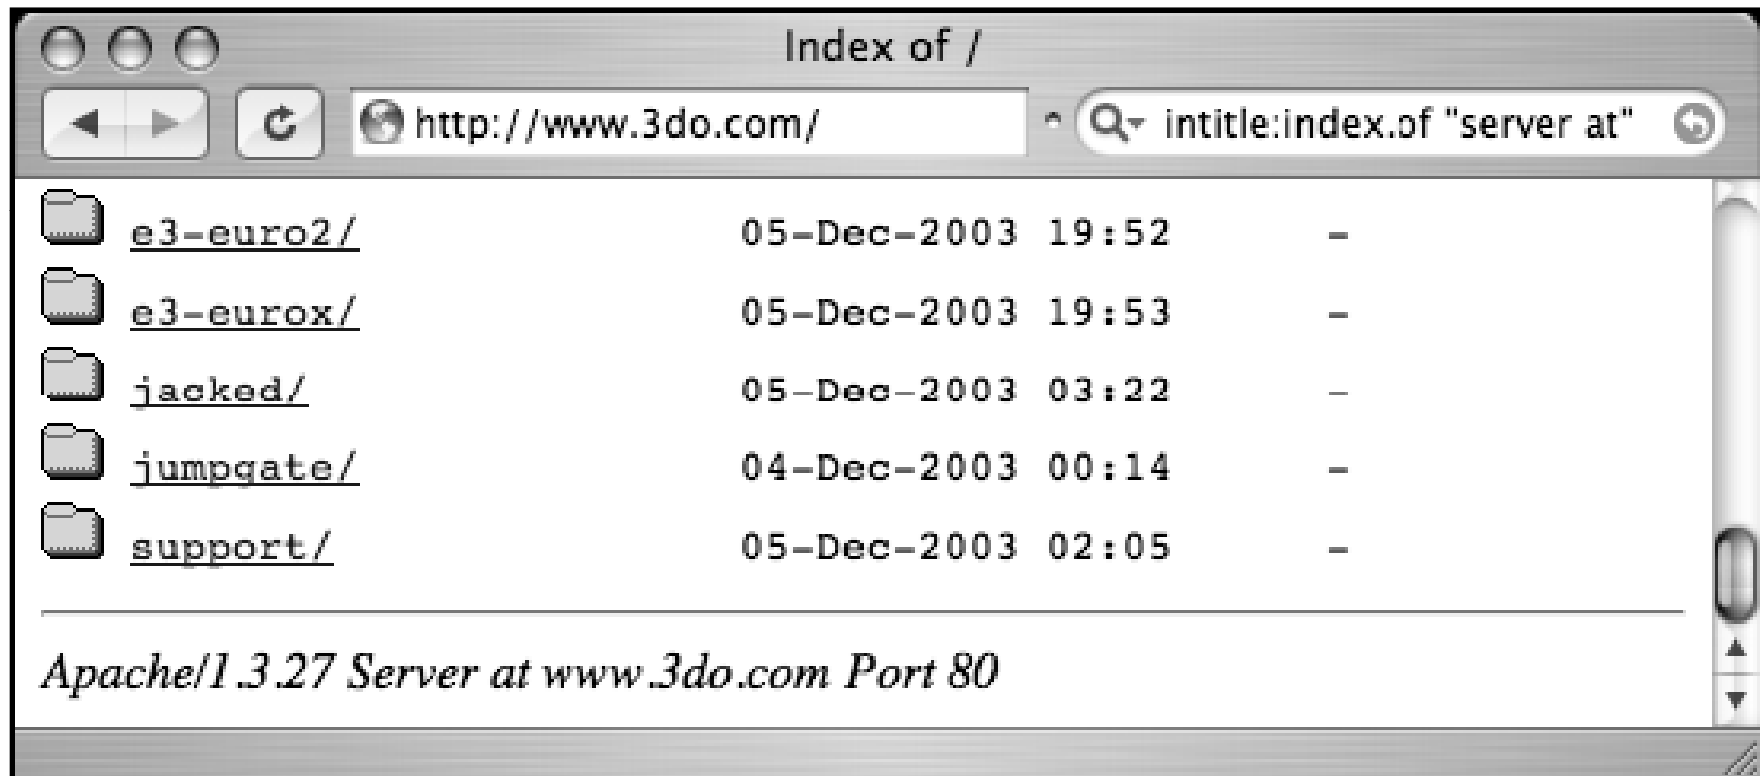 Index of /
http://www.3do.com/ intitle:index.of "server at"
e3-euro2/ 05-Dec-2003 19:52 -
e3-eurox/ 05-Dec-2003 19:53 -
jacked/ 05-Dec-2003 03:22 -
jumpgate/ 04-Dec-2003 00:14 -
support/ 05-Dec-2003 02:05 -
Apache/1.3.27 Server at www.3do.com Port 80